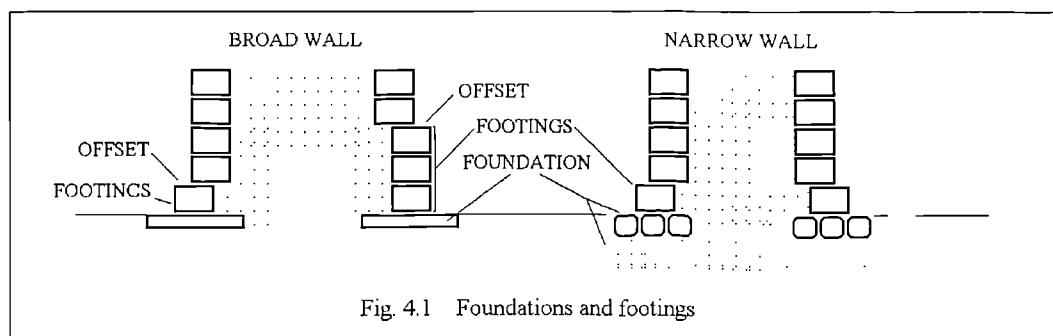 BROAD WALL
NARROW WALL
OFFSET
FOOTINGS
OFFSET
FOUNDATION
FOOTINCS
Fig. 4.1 Foundations and footings